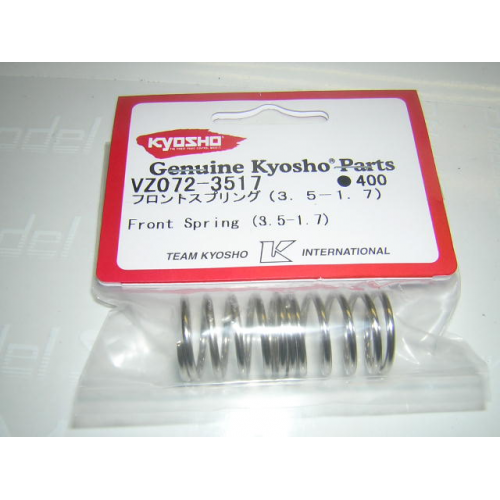 KYOSHO
Genuine Kyosho® Parts
VZ072-3517 ●400
フロントスプリング (3.5-1.7)
Front Spring (3.5-1.7)
TEAM KYOSHO K INTERNATIONAL